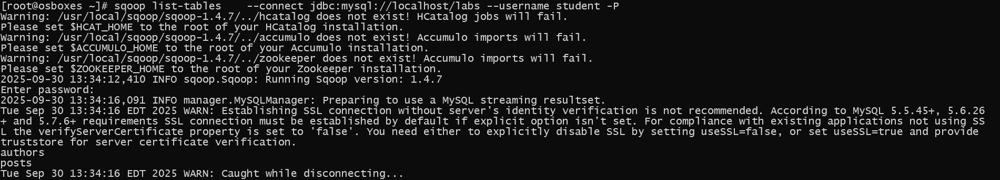 [root@osboxes ~]# sqoop list-tables    --connect jdbc:mysql://localhost/labs --username student -P
Warning: /usr/local/sqoop/sqoop-1.4.7/../hcatalog does not exist! HCatalog jobs will fail.
Please set $HCAT_HOME to the root of your HCatalog installation.
Warning: /usr/local/sqoop/sqoop-1.4.7/../accumulo does not exist! Accumulo imports will fail.
Please set $ACCUMULO_HOME to the root of your Accumulo installation.
Warning: /usr/local/sqoop/sqoop-1.4.7/../zookeeper does not exist! Accumulo imports will fail.
Please set $ZOOKEEPER_HOME to the root of your Zookeeper installation.
2025-09-30 13:34:12,410 INFO sqoop.Sqoop: Running Sqoop version: 1.4.7
Enter password:
2025-09-30 13:34:16,091 INFO manager.MySQLManager: Preparing to use a MySQL streaming resultset.
Tue Sep 30 13:34:16 EDT 2025 WARN: Establishing SSL connection without server's identity verification is not recommended. According to MySQL 5.5.45+, 5.6.26
+ and 5.7.6+ requirements SSL connection must be established by default if explicit option isn't set. For compliance with existing applications not using SS
L the verifyServerCertificate property is set to 'false'. You need either to explicitly disable SSL by setting useSSL=false, or set useSSL=true and provide
truststore for server certificate verification.
authors
posts
Tue Sep 30 13:34:16 EDT 2025 WARN: Caught while disconnecting...